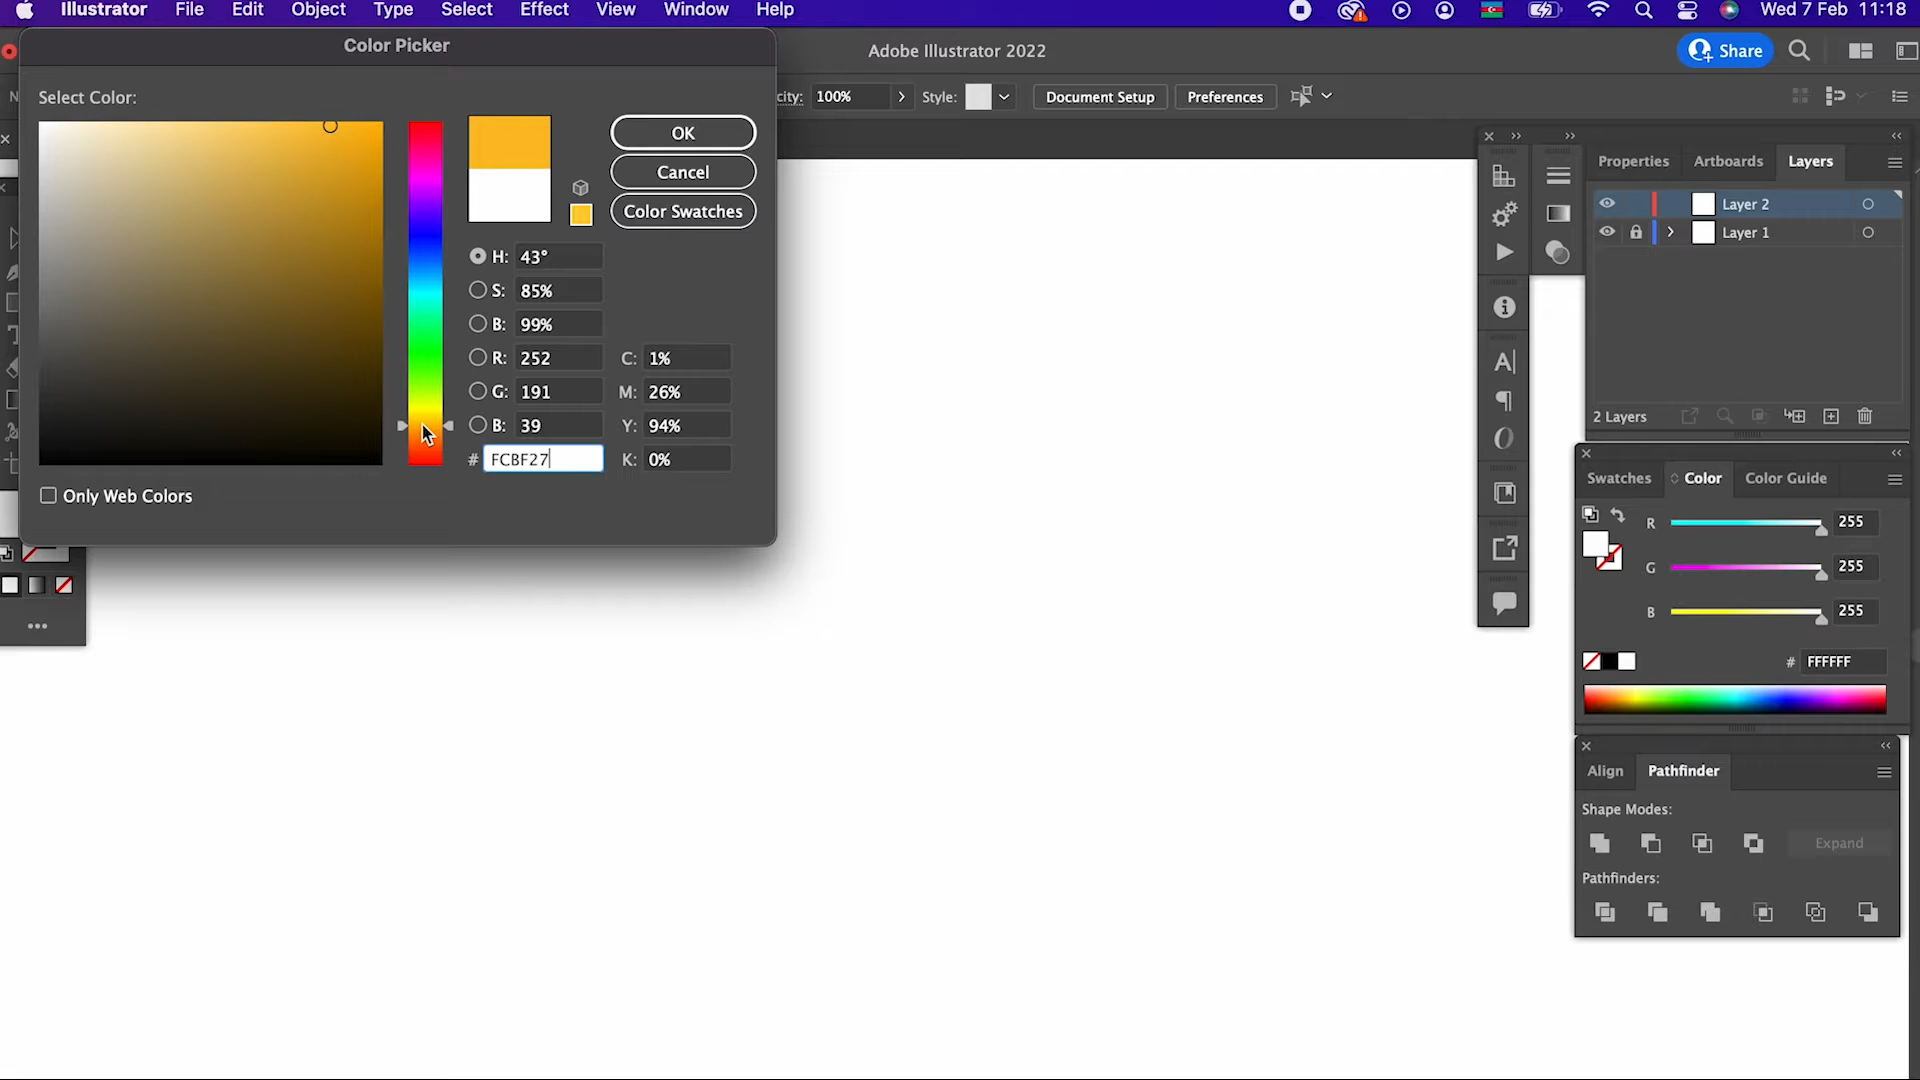 Illustrator File Edit Object Type Select Effect View Window Help Wed 7 Feb 11:18
Color Picker
Adobe Illustrator 2022
Share
Select Color:
city: 100% Style: Document Setup Preferences
OK
Cancel
Color Swatches
H: 43°
S: 85%
B: 99%
R: 252 C: 1%
G: 191 M: 26%
B: 39 Y: 94%
# FCBF27 K: 0%
Only Web Colors
Properties Artboards Layers
Layer 2
Layer 1
2 Layers
Swatches Color Color Guide
R 255
G 255
B 255
# FFFFFF
Align Pathfinder
Shape Modes:
Expand
Pathfinders: